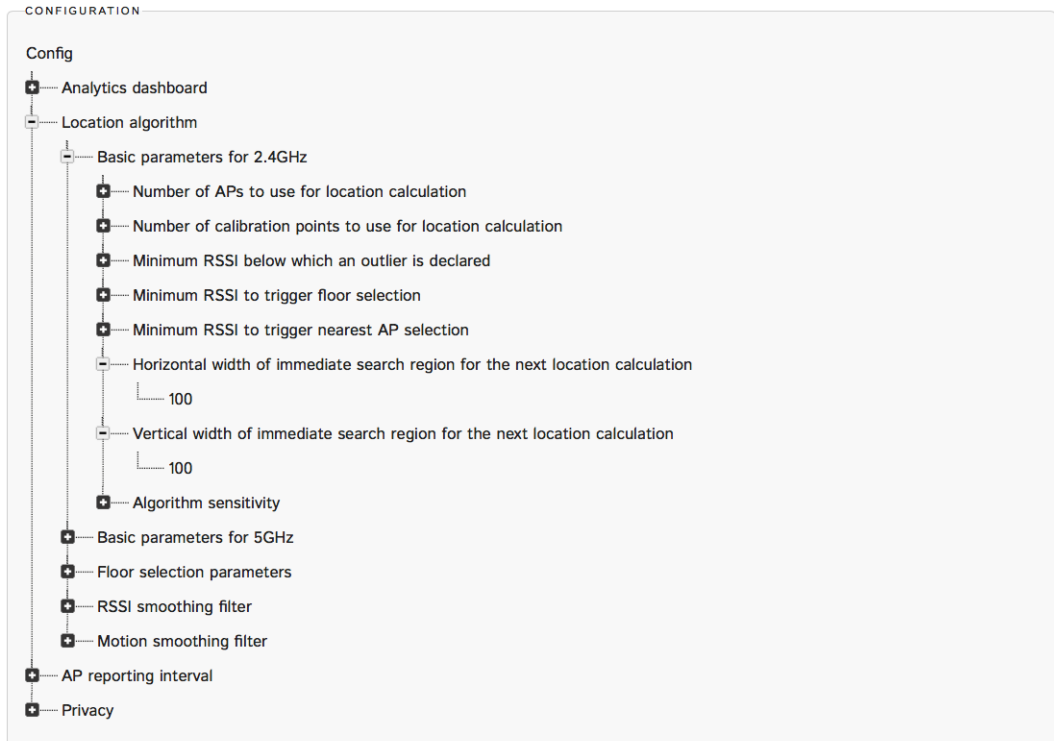 CONFIGURATION
Config
Analytics dashboard
Location algorithm
Basic parameters for 2.4GHz
Number of APs to use for location calculation
Number of calibration points to use for location calculation
Minimum RSSI below which an outlier is declared
Minimum RSSI to trigger floor selection
Minimum RSSI to trigger nearest AP selection
Horizontal width of immediate search region for the next location calculation
100
Vertical width of immediate search region for the next location calculation
100
Algorithm sensitivity
Basic parameters for 5GHz
Floor selection parameters
RSSI smoothing filter
Motion smoothing filter
AP reporting interval
Privacy